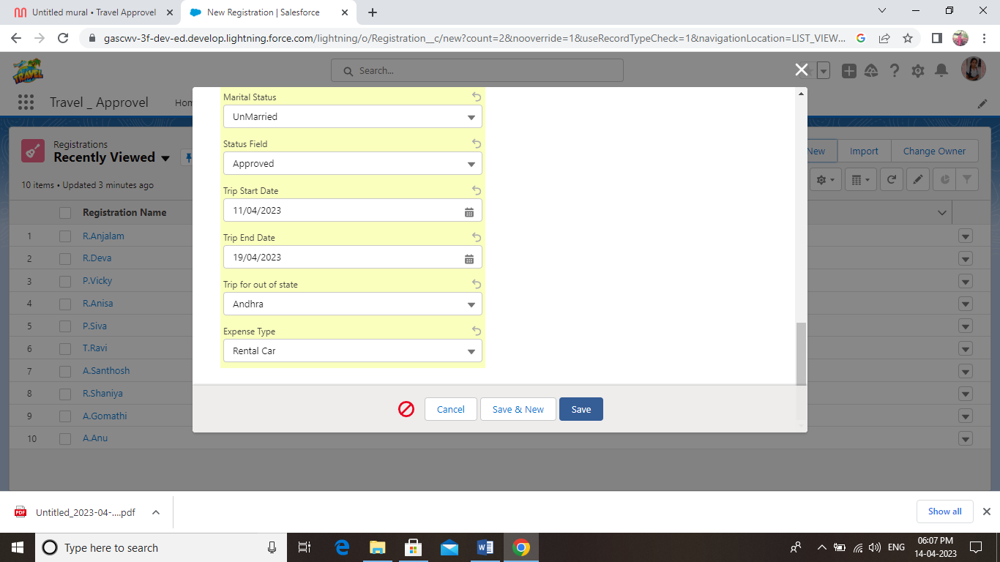 Untitled mural • Travel Approvel
New Registration | Salesforce
gascwv-3f-dev-ed.develop.lightning.force.com/lightning/o/Registration__c/new?count=2&nooverride=1&useRecordTypeCheck=1&navigationLocation=LIST_VIEW...
TRAVEL
Search...
Travel _ Approvel
Registrations
Recently Viewed
10 items • Updated 3 minutes ago
New
Import
Change Owner
Registration Name
1 R.Anjalam
2 R.Deva
3 P.Vicky
4 R.Anisa
5 P.Siva
6 T.Ravi
7 A.Santhosh
8 R.Shaniya
9 A.Gomathi
10 A.Anu
Marital Status
UnMarried
Status Field
Approved
Trip Start Date
11/04/2023
Trip End Date
19/04/2023
Trip for out of state
Andhra
Expense Type
Rental Car
Cancel
Save & New
Save
PDF
Untitled_2023-04-....pdf
Show all
Type here to search
ENG
06:07 PM
14-04-2023